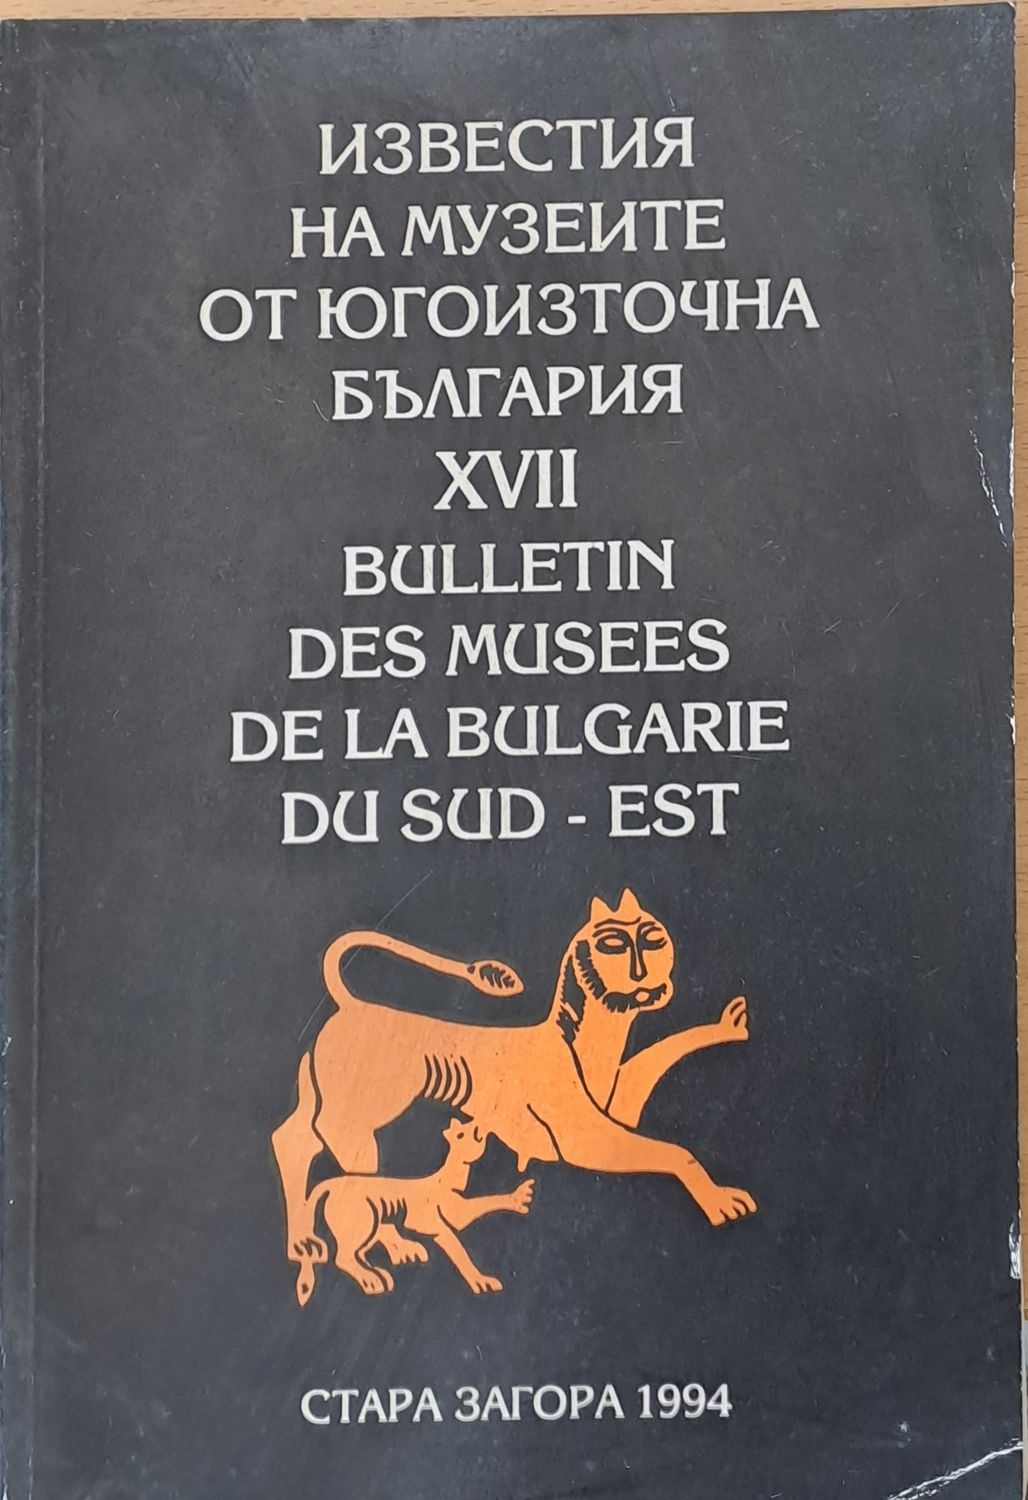 ИЗВЕСТИЯ
НА МУЗЕИТЕ
ОТ ЮГОИЗТОЧНА
БЪЛГАРИЯ
XVII
BULLETIN
DES MUSEES
DE LA BULGARIE
DU SUD - EST
СТАРА ЗАГОРА 1994